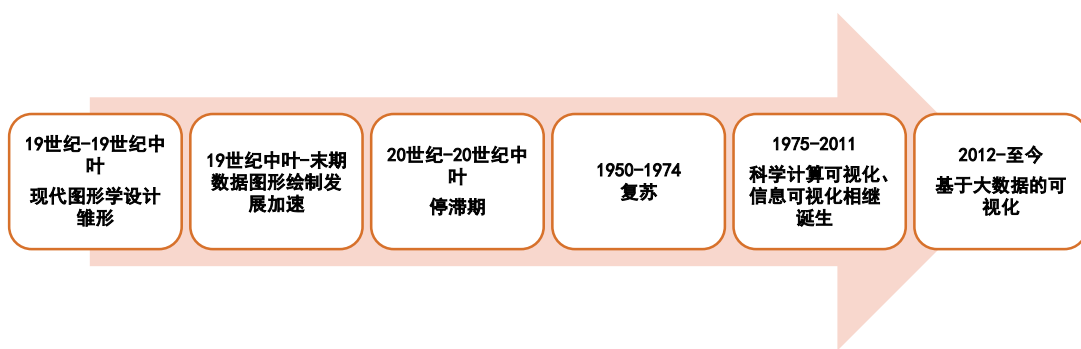 19世纪-19世纪中
叶
现代图形学设计
雏形
19世纪中叶-末期
数据图形绘制发
展加速
20世纪-20世纪中
叶
停滞期
1950-1974
复苏
1975-2011
科学计算可视化、
信息可视化相继
诞生
2012-至今
基于大数据的可
视化